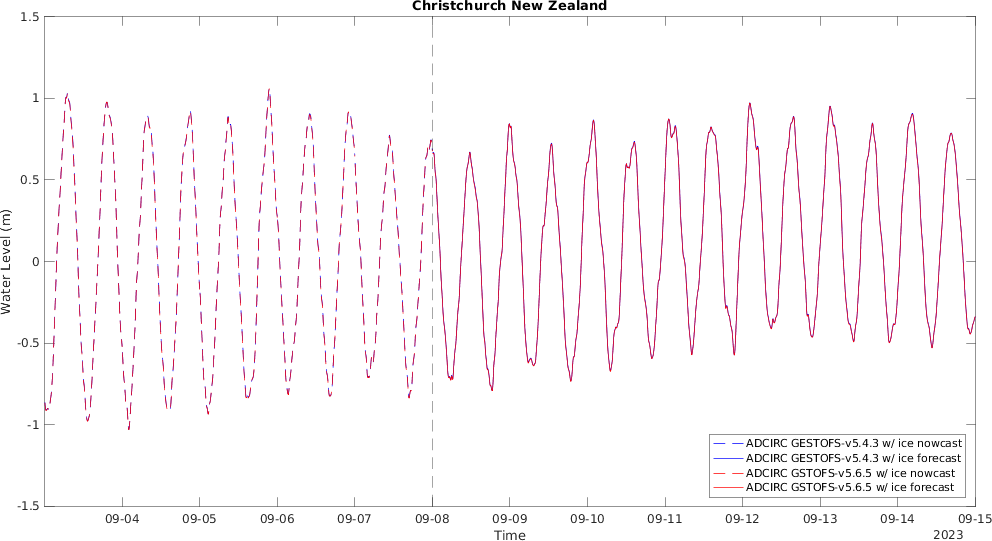 Christchurch New Zealand
1.5
1
0.5
0
-0.5
-1
-1.5
Water Level (m)
ADCIRC GESTOFS-v5.4.3 w/ ice nowcast
ADCIRC GESTOFS-v5.4.3 w/ ice forecast
ADCIRC GSTOFS-v5.6.5 w/ ice nowcast
ADCIRC GSTOFS-v5.6.5 w/ ice forecast
09-04 09-05 09-06 09-07 09-08 09-09 09-10 09-11 09-12 09-13 09-14 09-15
Time
2023